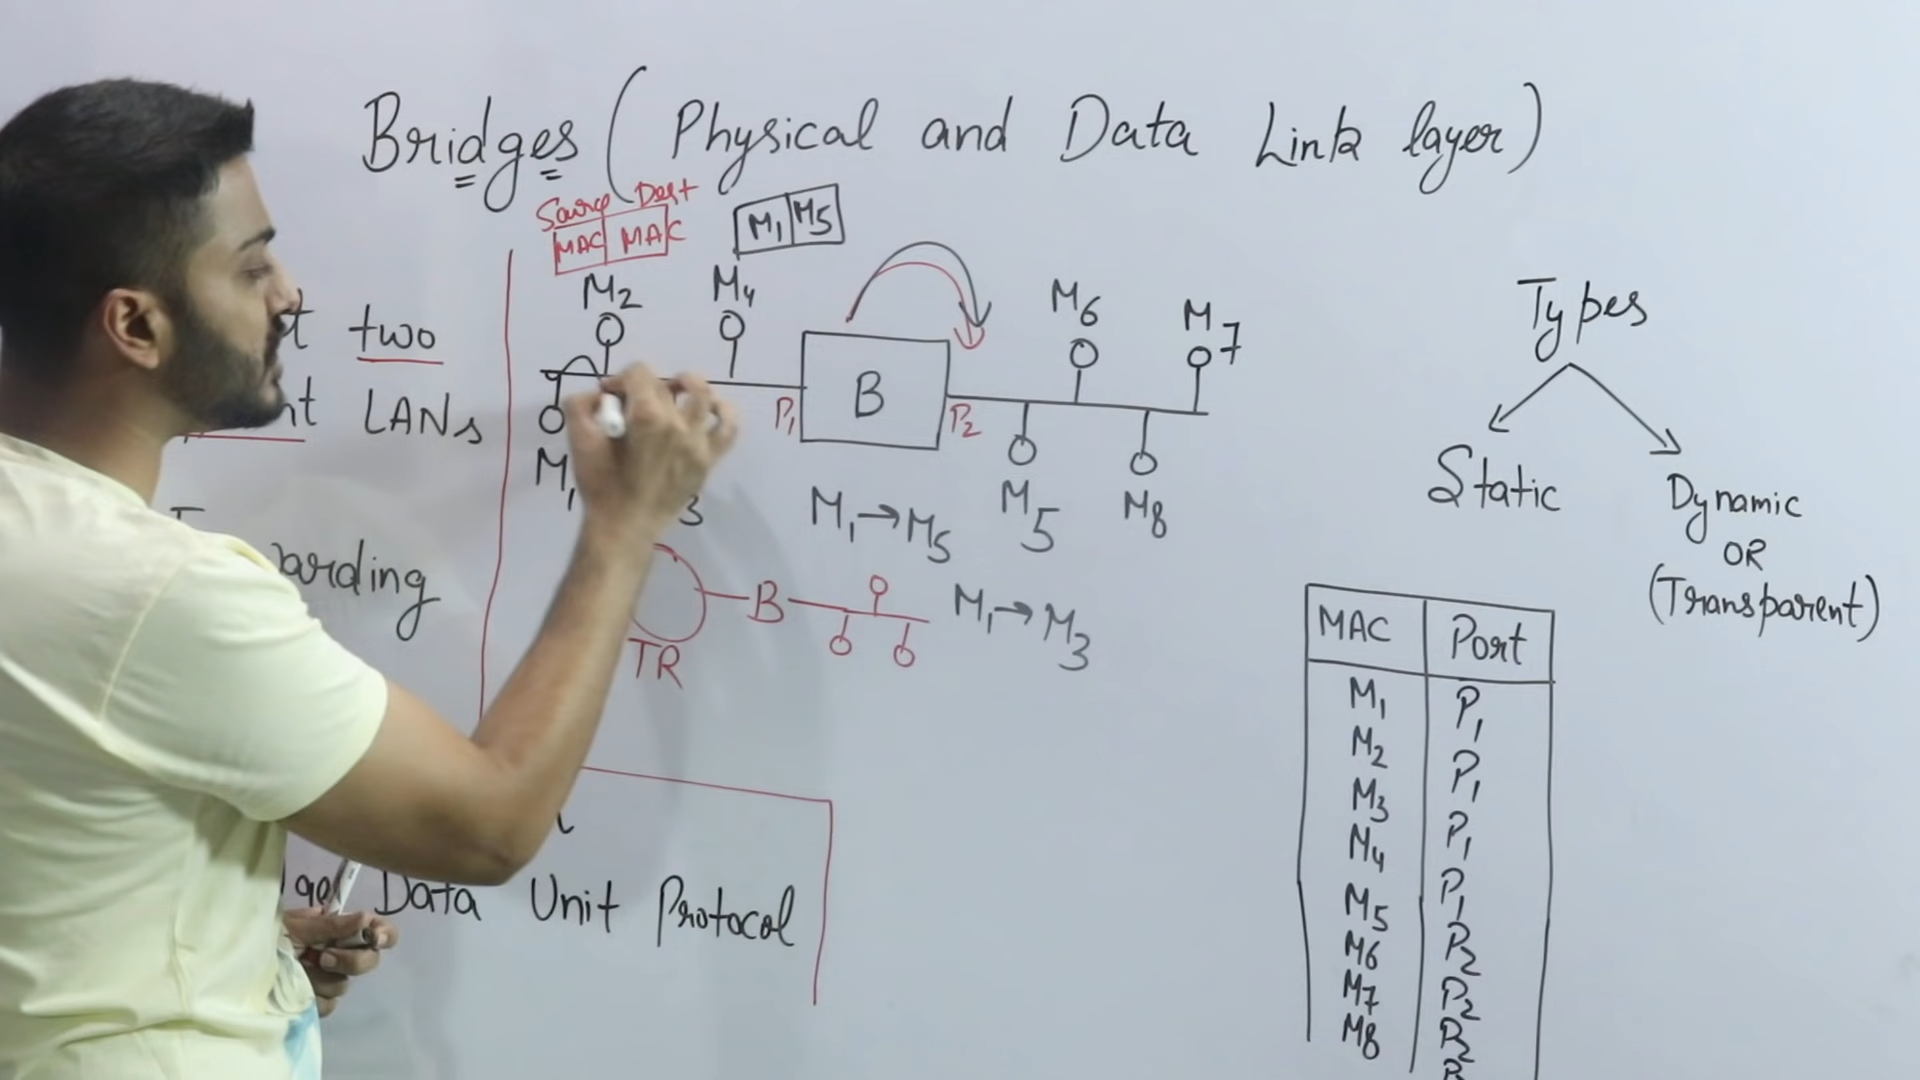 Bridges (Physical and Data Link layer)
Source Dest
MAC MAC
M1 M5
M2 M4
M6 M7
two
LANs
P1 B P2
M1 3
M5 M8
M1→M5
B
M1→M3
TR
Data Unit Protocol
Types
Static
Dynamic
OR
(Transparent)
MAC Port
M1 P1
M2 P1
M3 P1
M4 P1
M5 P2
M6 P2
M7 P2
M8